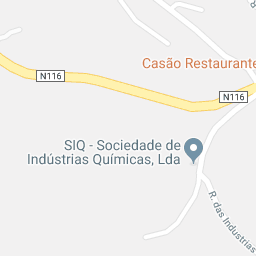 Casão Restaurante
N116
N116
SIQ - Sociedade de
Indústrias Químicas, Lda
R. das Industrias